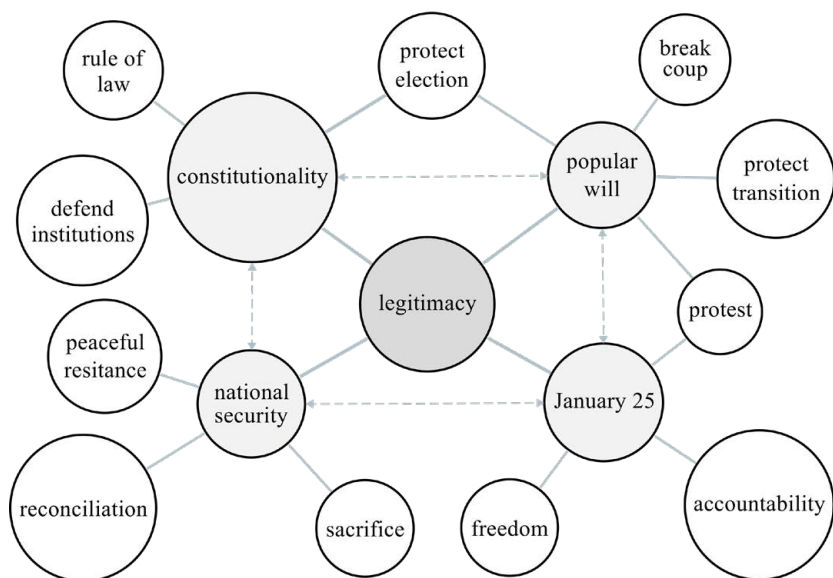 rule of
law
protect
election
break
coup
constitutionality
popular
will
protect
transition
defend
institutions
legitimacy
protest
peaceful
resitance
national
security
January 25
reconciliation
sacrifice
freedom
accountability